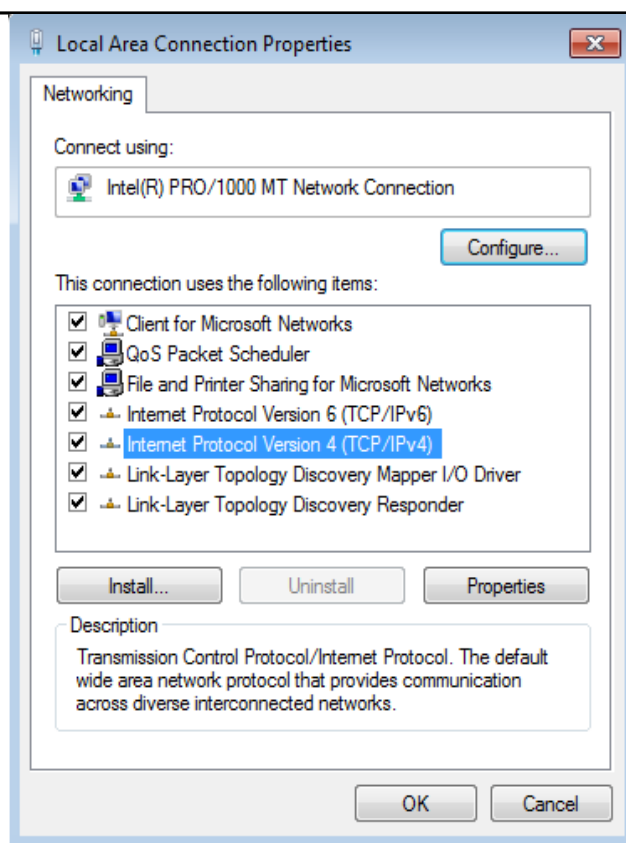 Local Area Connection Properties
Networking
Connect using:
Intel(R) PRO/1000 MT Network Connection
Configure...
This connection uses the following items:
Client for Microsoft Networks
QoS Packet Scheduler
File and Printer Sharing for Microsoft Networks
Internet Protocol Version 6 (TCP/IPv6)
Internet Protocol Version 4 (TCP/IPv4)
Link-Layer Topology Discovery Mapper I/O Driver
Link-Layer Topology Discovery Responder
Install... Uninstall Properties
Description
Transmission Control Protocol/Internet Protocol. The default
wide area network protocol that provides communication
across diverse interconnected networks.
OK Cancel